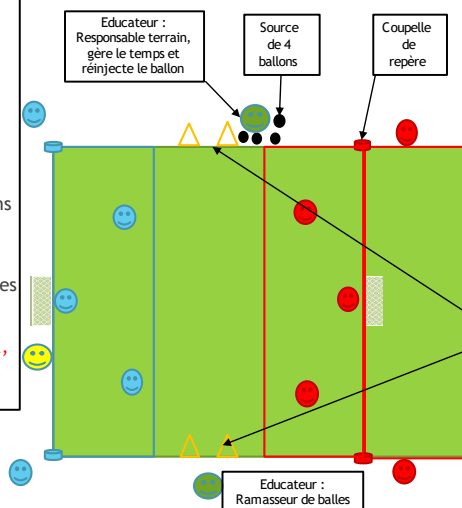 Educateur :
Responsable terrain,
gère le temps et
réinjecte le ballon
Source
de 4
ballons
Coupelle
de
repère
Educateur :
Ramasseur de balles